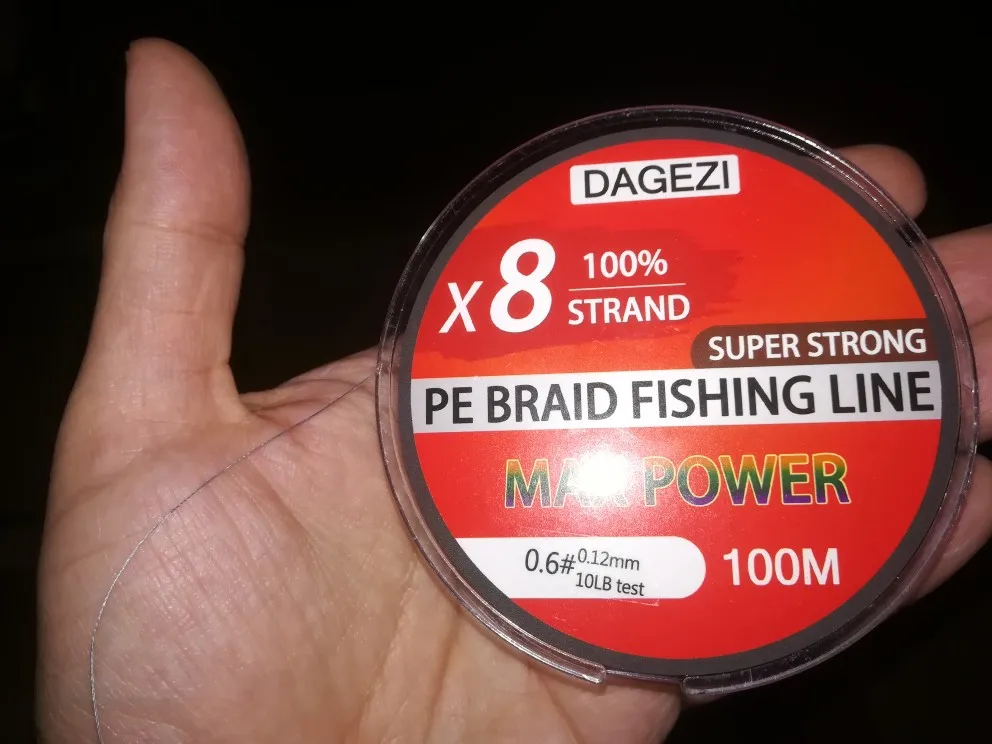 DAGEZI
x8 100%
STRAND
SUPER STRONG
PE BRAID FISHING LINE
MAX POWER
0.6# 0.12mm
10LB test
100M